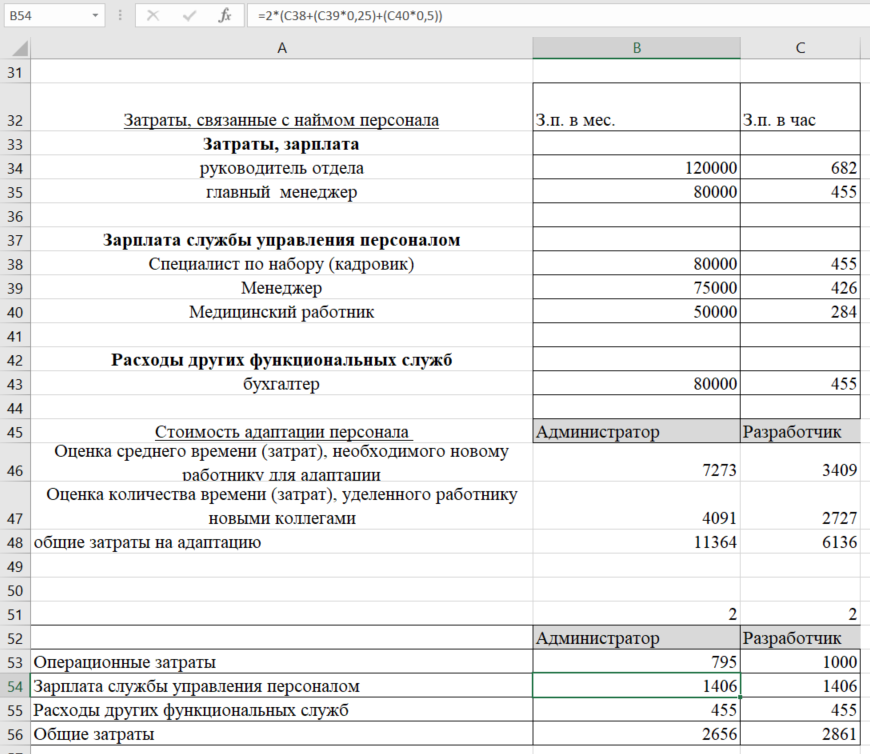 B54 fx =2*(C38+(C39*0,25)+(C40*0,5))
A B C
31
32 Затраты, связанные с наймом персонала З.п. в мес. З.п. в час
33 Затраты, зарплата
34 руководитель отдела 120000 682
35 главный менеджер 80000 455
36
37 Зарплата службы управления персоналом
38 Специалист по набору (кадровик) 80000 455
39 Менеджер 75000 426
40 Медицинский работник 50000 284
41
42 Расходы других функциональных служб
43 бухгалтер 80000 455
44
45 Стоимость адаптации персонала Администратор Разработчик
Оценка среднего времени (затрат), необходимого новому
46 работнику для адаптации 7273 3409
Оценка количества времени (затрат), уделенного работнику
47 новыми коллегами 4091 2727
48 общие затраты на адаптацию 11364 6136
49
50
51 2 2
52 Администратор Разработчик
53 Операционные затраты 795 1000
54 Зарплата службы управления персоналом 1406 1406
55 Расходы других функциональных служб 455 455
56 Общие затраты 2656 2861